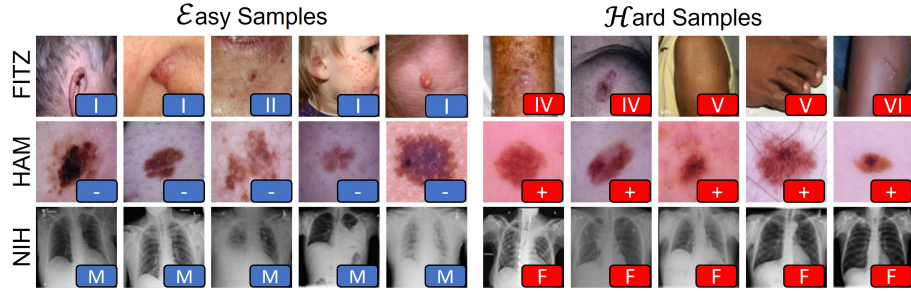 Easy Samples Hard Samples
FITZ I I II I I IV IV V V VI
HAM - - - - - + + + + +
NIH M M M M M F F F F F